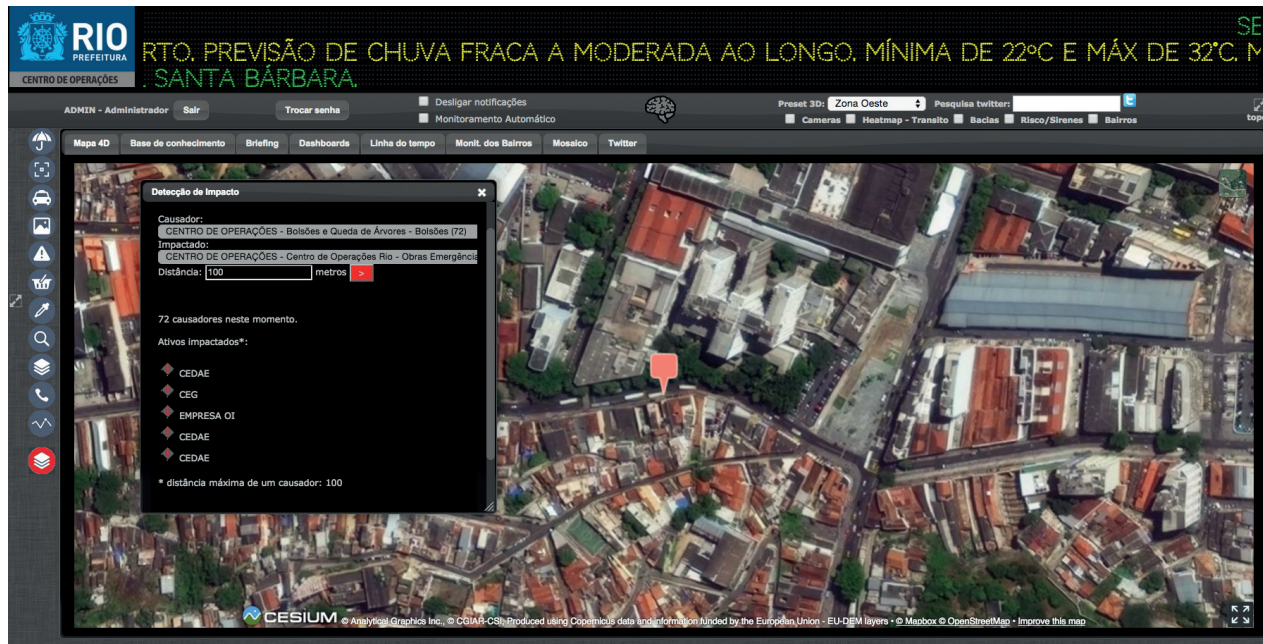 SE
RIO
PREFEITURA
CENTRO DE OPERAÇÕES
RTO. PREVISÃO DE CHUVA FRACA A MODERADA AO LONGO. MÍNIMA DE 22ºC E MÁX DE 32°C. M
. SANTA BÁRBARA.
ADMIN - Administrador Sair Trocar senha
Desligar notificações
Monitoramento Automático
Preset 3D: Zona Oeste Pesquisa twitter:
Cameras Heatmap - Transito Bacias Risco/Sirenes Bairros
topo
Mapa 4D Base de conhecimento Briefing Dashboards Linha do tempo Monit. dos Bairros Mosaico Twitter
Detecção de Impacto
Causador:
CENTRO DE OPERAÇÕES - Bolsões e Queda de Árvores - Bolsões (72)
Impactado:
CENTRO DE OPERAÇÕES - Centro de Operações Rio - Obras Emergência
Distância: 100 metros >
72 causadores neste momento.
Ativos impactados*:
CEDAE
CEG
EMPRESA OI
CEDAE
CEDAE
* distância máxima de um causador: 100
CESIUM © Analytical Graphics Inc., © CGIAR-CSI, Produced using Copernicus data and information funded by the European Union - EU-DEM layers • © Mapbox © OpenStreetMap • Improve this map